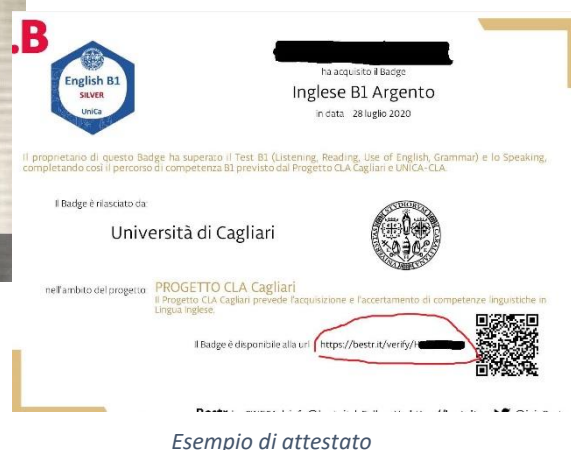 .B
English B1
SILVER
UniCa
ha acquisito il Badge
Inglese B1 Argento
in data 28 luglio 2020
Il proprietario di questo Badge ha superato il Test B1 (Listening, Reading, Use of English, Grammar) e lo Speaking,
completando così il percorso di competenza B1 previsto dal Progetto CLA Cagliari e UNICA-CLA.
Il Badge è rilasciato da:
Università di Cagliari
nell'ambito del progetto: PROGETTO CLA Cagliari
Il Progetto CLA Cagliari prevede l'acquisizione e l'accertamento di competenze linguistiche in
Lingua Inglese.
Il Badge è disponibile alla url https://bestr.it/verify/H
Esempio di attestato